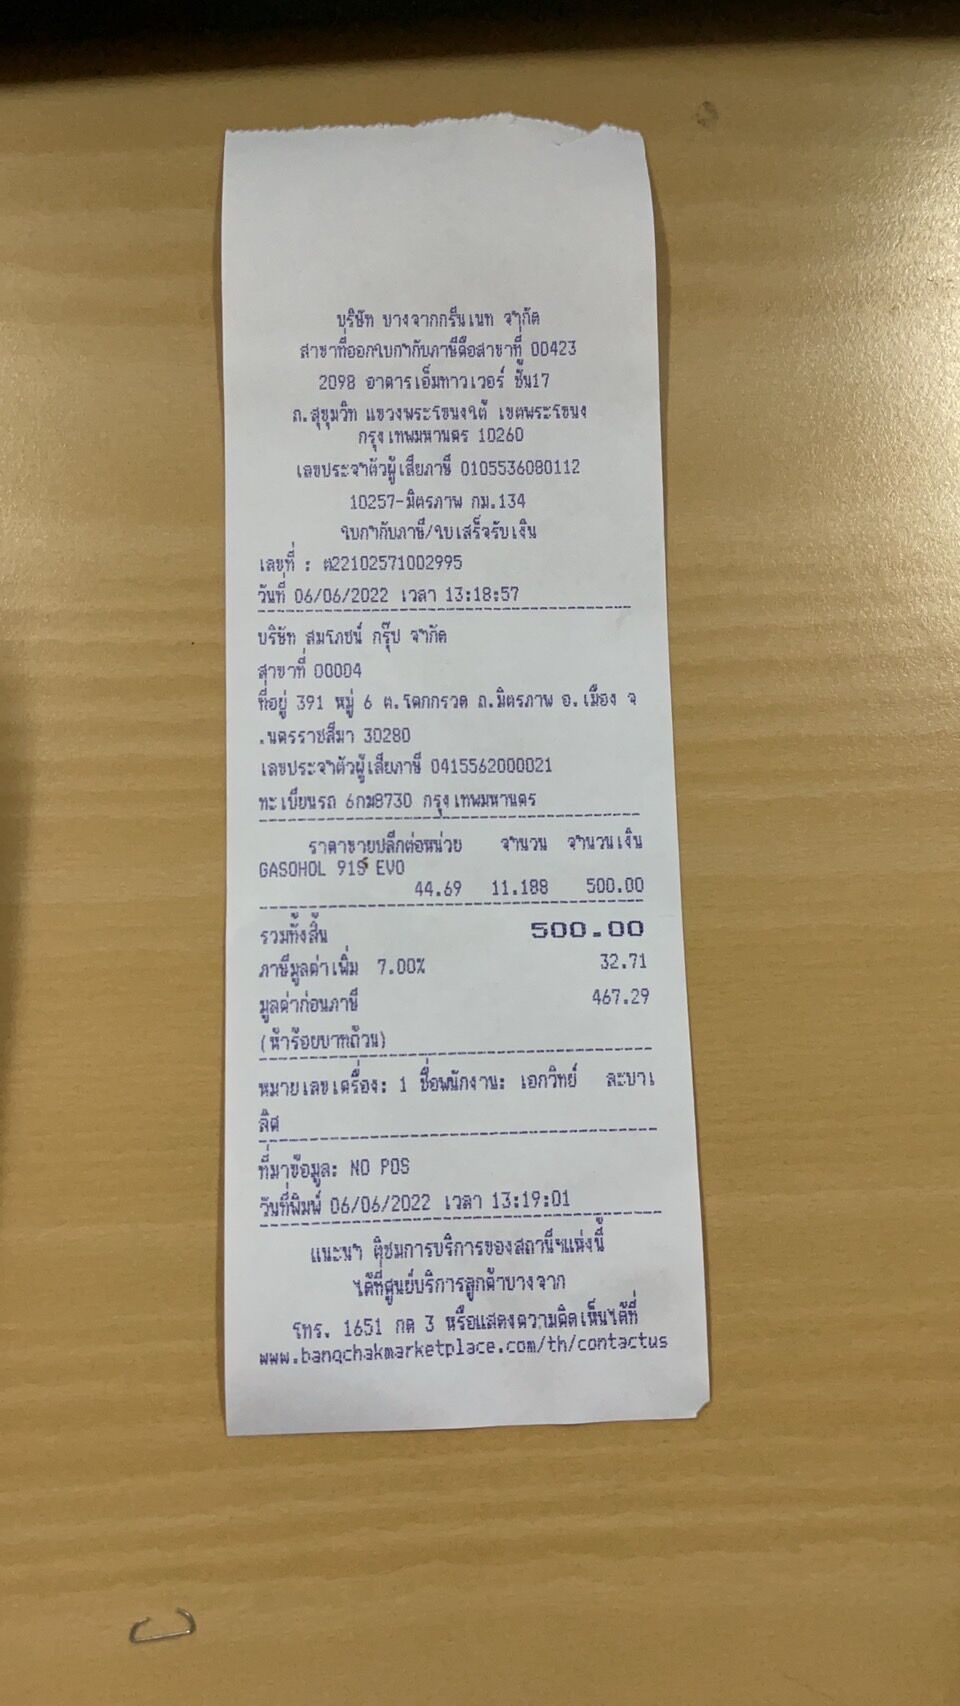 บริษัท บางจากกรีนเนท จำกัด
สาขาที่ออกใบกำกับภาษีคือสาขาที่ 00423
2098 อาคารเอ็มทาวเวอร์ ชั้น17
ถ.สุขุมวิท แขวงพระโขนงใต้ เขตพระโขนง
กรุงเทพมหานคร 10260
เลขประจำตัวผู้เสียภาษี 0105536080112
10257-มิตรภาพ กม.134
ใบกำกับภาษี/ใบเสร็จรับเงิน
เลขที่ : ต22102571002995
วันที่ 06/06/2022 เวลา 13:18:57
บริษัท สมโภชน์ กรุ๊ป จำกัด
สาขาที่ 00004
ที่อยู่ 391 หมู่ 6 ต.โคกกรวด ถ.มิตรภาพ อ.เมือง จ
.นครราชสีมา 30280
เลขประจำตัวผู้เสียภาษี 0415562000021
ทะเบียนรถ 6กม8730 กรุงเทพมหานคร
ราคาขายปลีกต่อหน่วย จำนวน จำนวนเงิน
GASOHOL 91S EVO
44.69 11.188 500.00
รวมทั้งสิ้น 500.00
ภาษีมูลค่าเพิ่ม 7.00% 32.71
มูลค่าก่อนภาษี 467.29
(ห้าร้อยบาทถ้วน)
หมายเลขเครื่อง: 1 ชื่อพนักงาน: เอกวิทย์ ละบาเ
ลิศ
ที่มาข้อมูล: NO POS
วันที่พิมพ์ 06/06/2022 เวลา 13:19:01
แนะนำ ติชมการบริการของสถานีฯแห่งนี้
ได้ที่ศูนย์บริการลูกค้าบางจาก
โทร. 1651 กด 3 หรือแสดงความคิดเห็นได้ที่
www.bangchakmarketplace.com/th/contactus